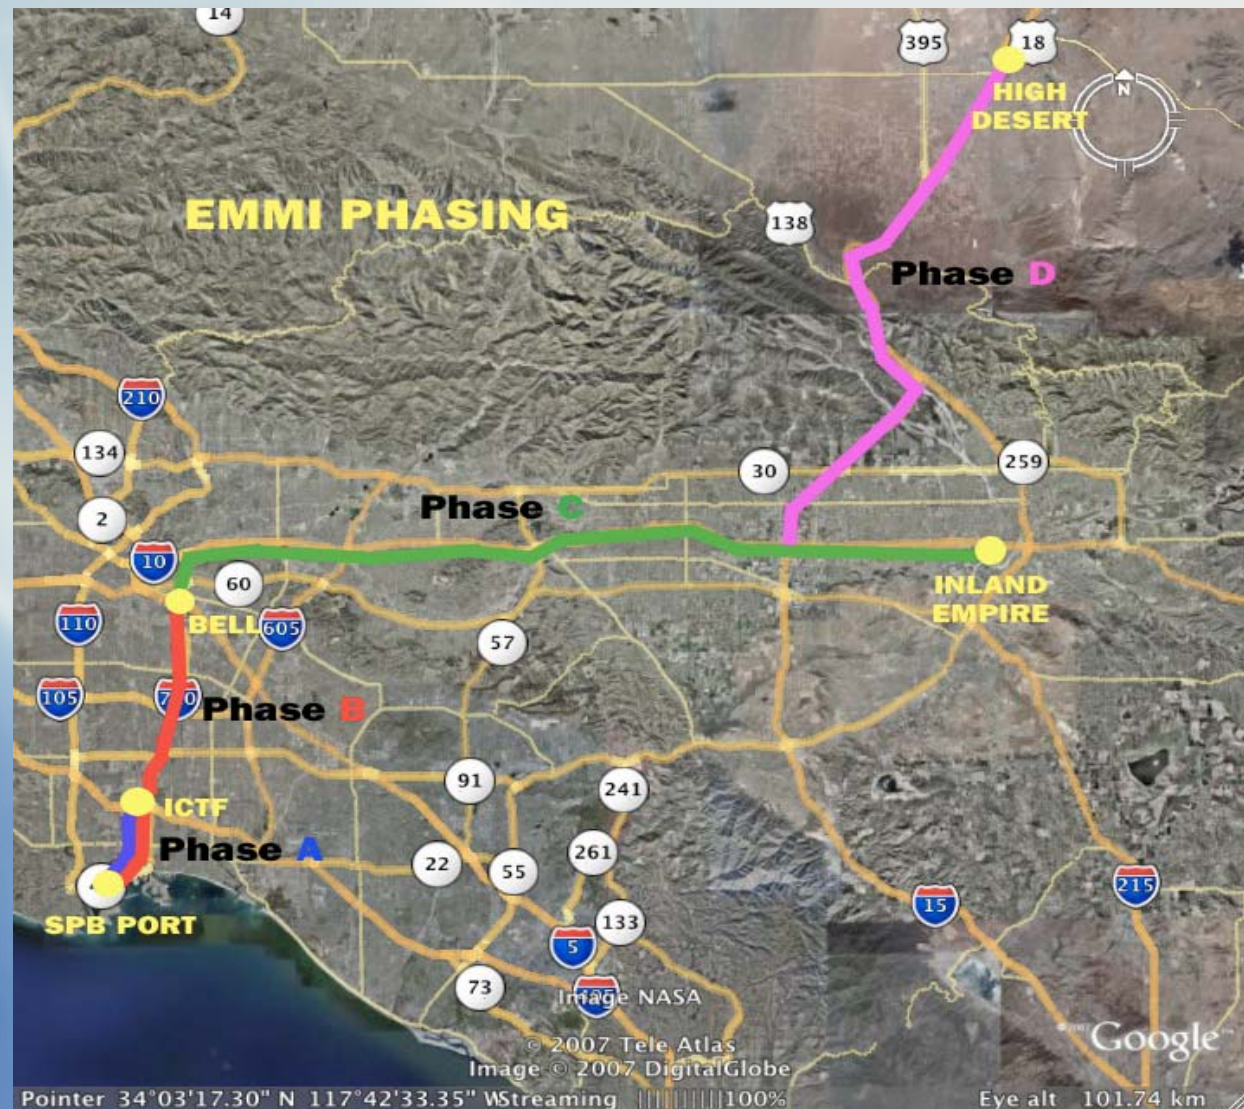 14
395
18
HIGH
DESERT
N
EMMI PHASING
138
Phase D
210
134
30
259
2
Phase C
10
60
INLAND
EMPIRE
110
BELL
605
57
105
Phase B
91
241
ICTF
Phase A
22
55
261
SPB PORT
133
5
15
215
73
405
Image NASA
© 2007 Tele Atlas
Image © 2007 DigitalGlobe
© 2007 Google™
Pointer 34°03'17.30" N 117°42'33.35" W Streaming ||||||||| 100% Eye alt 101.74 km